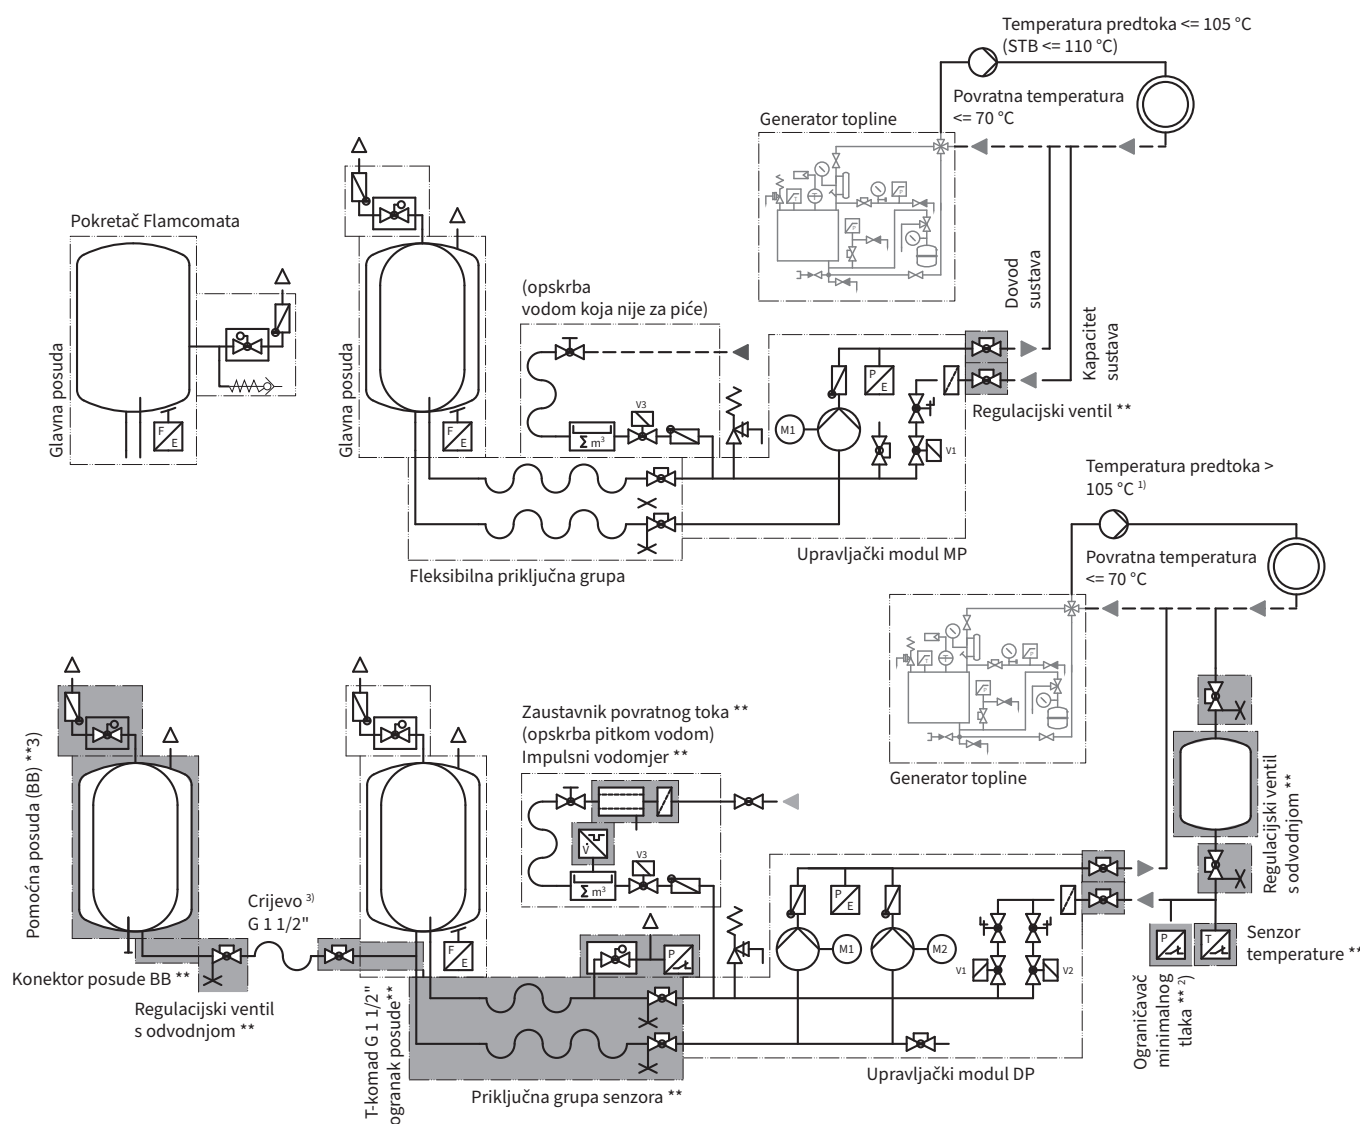 Temperatura predtoka <= 105 °C
(STB <= 110 °C)
Povratna temperatura
<= 70 °C
Generator topline
Pokretač Flamcomata
Glavna posuda
F
E
Glavna posuda
F
E
(opskrba
vodom koja nije za piće)
V3
Σ m³
M1
P
E
V1
Dovod
sustava
Kapacitet
sustava
Regulacijski ventil **
Upravljački modul MP
Fleksibilna priključna grupa
Temperatura predtoka >
105 °C ¹⁾
Povratna temperatura
<= 70 °C
Generator topline
Pomoćna posuda (BB) **3)
Konektor posude BB **
Regulacijski ventil
s odvodnjom **
Crijevo ³⁾
G 1 1/2"
F
E
T-komad G 1 1/2"
ogranak posude**
Zaustavnik povratnog toka **
(opskrba pitkom vodom)
Impulsni vodomjer **
V̇
V3
Σ m³
P
Priključna grupa senzora **
P
E
M1
M2
V1
V2
Upravljački modul DP
Regulacijski ventil
s odvodnjom **
P
T
Senzor
temperature **
Ograničavač
minimalnog
tlaka ** ²⁾